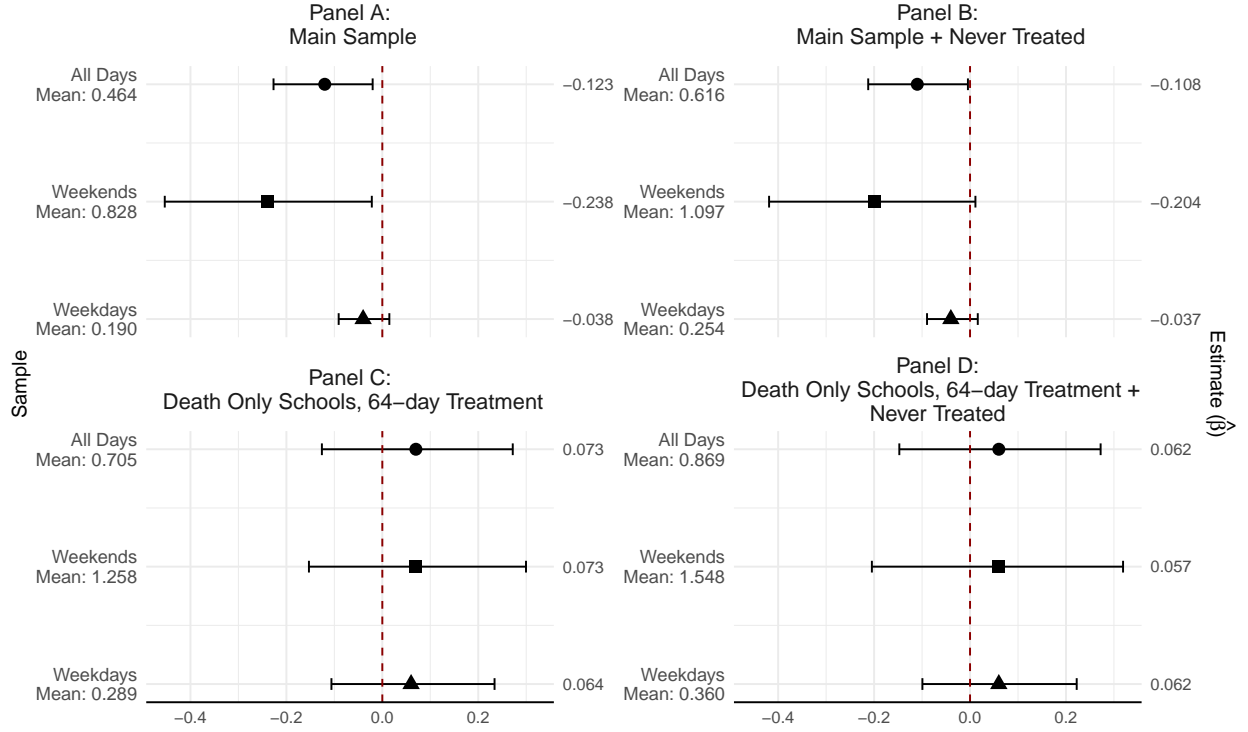 Panel A:
Main Sample
All Days
Mean: 0.464
−0.123
Weekends
Mean: 0.828
−0.238
Weekdays
Mean: 0.190
−0.038
Panel B:
Main Sample + Never Treated
All Days
Mean: 0.616
−0.108
Weekends
Mean: 1.097
−0.204
Weekdays
Mean: 0.254
−0.037
Sample
Estimate (β̂)
Panel C:
Death Only Schools, 64−day Treatment
All Days
Mean: 0.705
0.073
Weekends
Mean: 1.258
0.073
Weekdays
Mean: 0.289
0.064
−0.4 −0.2 0.0 0.2
Panel D:
Death Only Schools, 64−day Treatment +
Never Treated
All Days
Mean: 0.869
0.062
Weekends
Mean: 1.548
0.057
Weekdays
Mean: 0.360
0.062
−0.4 −0.2 0.0 0.2